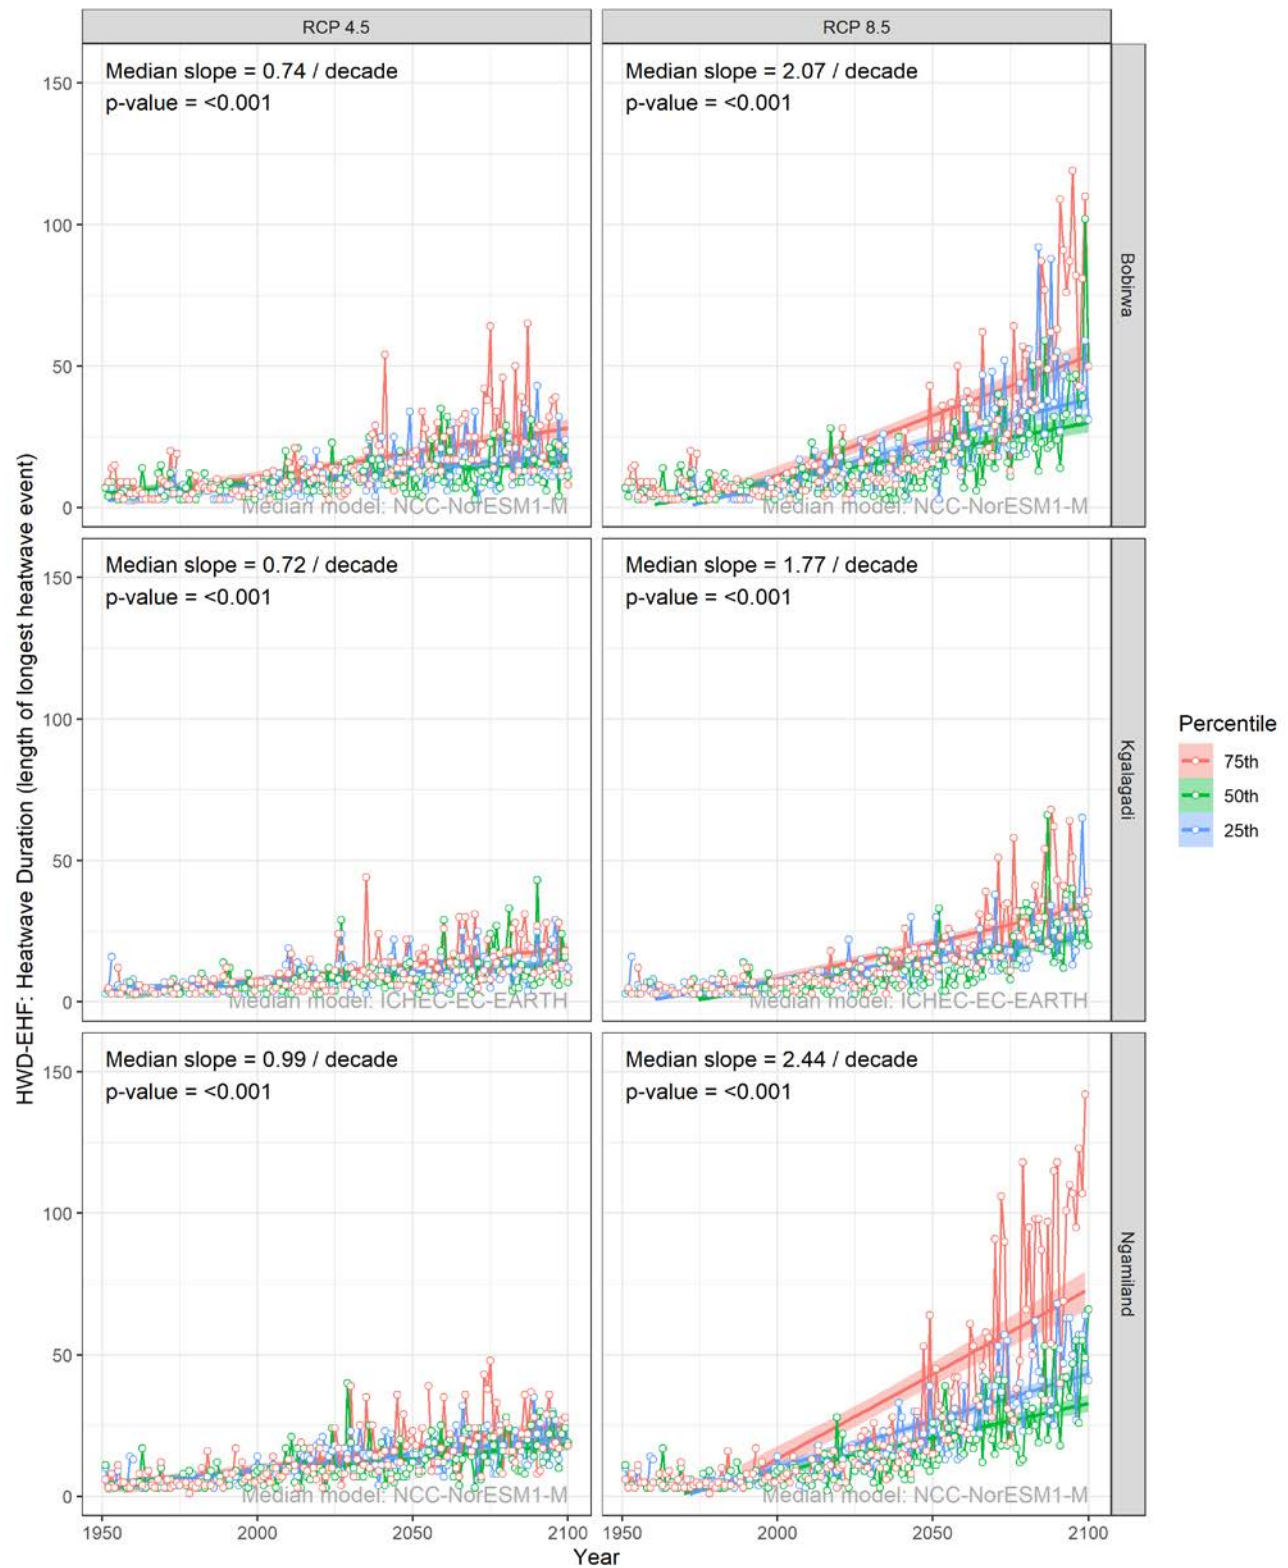 RCP 4.5
RCP 8.5
Median slope = 0.74 / decade
p-value = <0.001
Median model: NCC-NorESM1-M
Median slope = 2.07 / decade
p-value = <0.001
Median model: NCC-NorESM1-M
Bobirwa
150
100
50
0
Median slope = 0.72 / decade
p-value = <0.001
Median model: ICHEC-EC-EARTH
Median slope = 1.77 / decade
p-value = <0.001
Median model: ICHEC-EC-EARTH
Kgalagadi
150
100
50
0
Median slope = 0.99 / decade
p-value = <0.001
Median model: NCC-NorESM1-M
Median slope = 2.44 / decade
p-value = <0.001
Median model: NCC-NorESM1-M
Ngamiland
150
100
50
0
1950 2000 2050 2100
1950 2000 2050 2100
Year
HWD-EHF: Heatwave Duration (length of longest heatwave event)
Percentile
75th
50th
25th